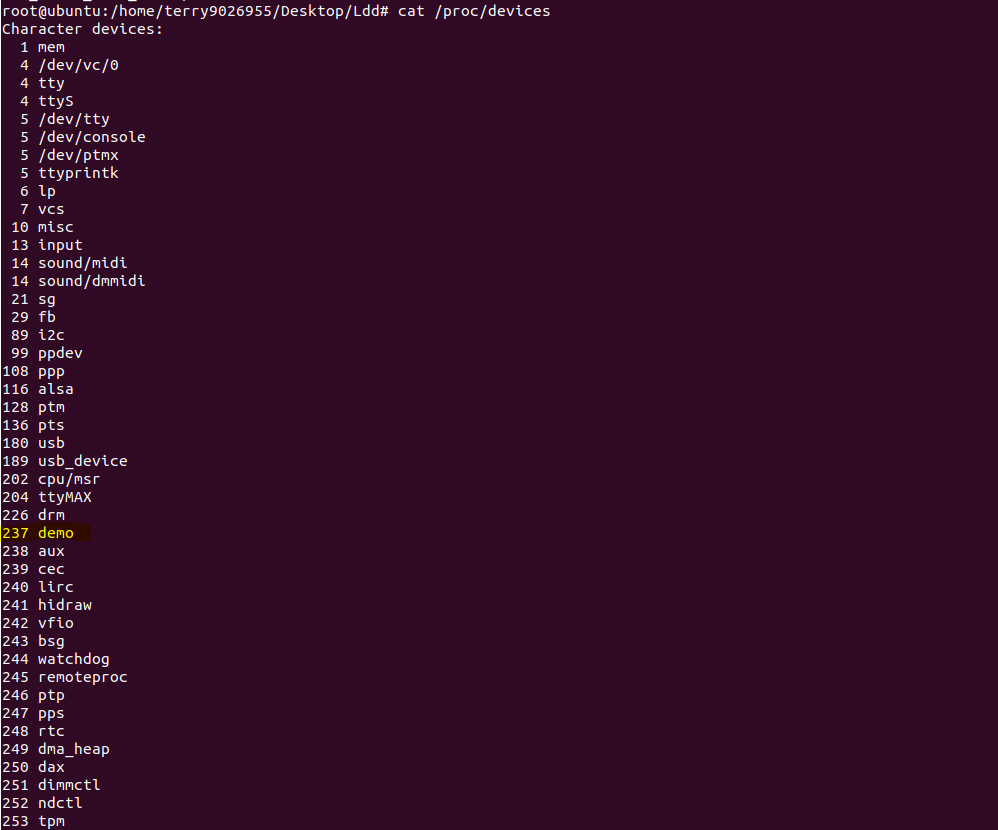 root@ubuntu:/home/terry9026955/Desktop/Ldd# cat /proc/devices
Character devices:
  1 mem
  4 /dev/vc/0
  4 tty
  4 ttyS
  5 /dev/tty
  5 /dev/console
  5 /dev/ptmx
  5 ttyprintk
  6 lp
  7 vcs
 10 misc
 13 input
 14 sound/midi
 14 sound/dmmidi
 21 sg
 29 fb
 89 i2c
 99 ppdev
108 ppp
116 alsa
128 ptm
136 pts
180 usb
189 usb_device
202 cpu/msr
204 ttyMAX
226 drm
237 demo
238 aux
239 cec
240 lirc
241 hidraw
242 vfio
243 bsg
244 watchdog
245 remoteproc
246 ptp
247 pps
248 rtc
249 dma_heap
250 dax
251 dimmctl
252 ndctl
253 tpm